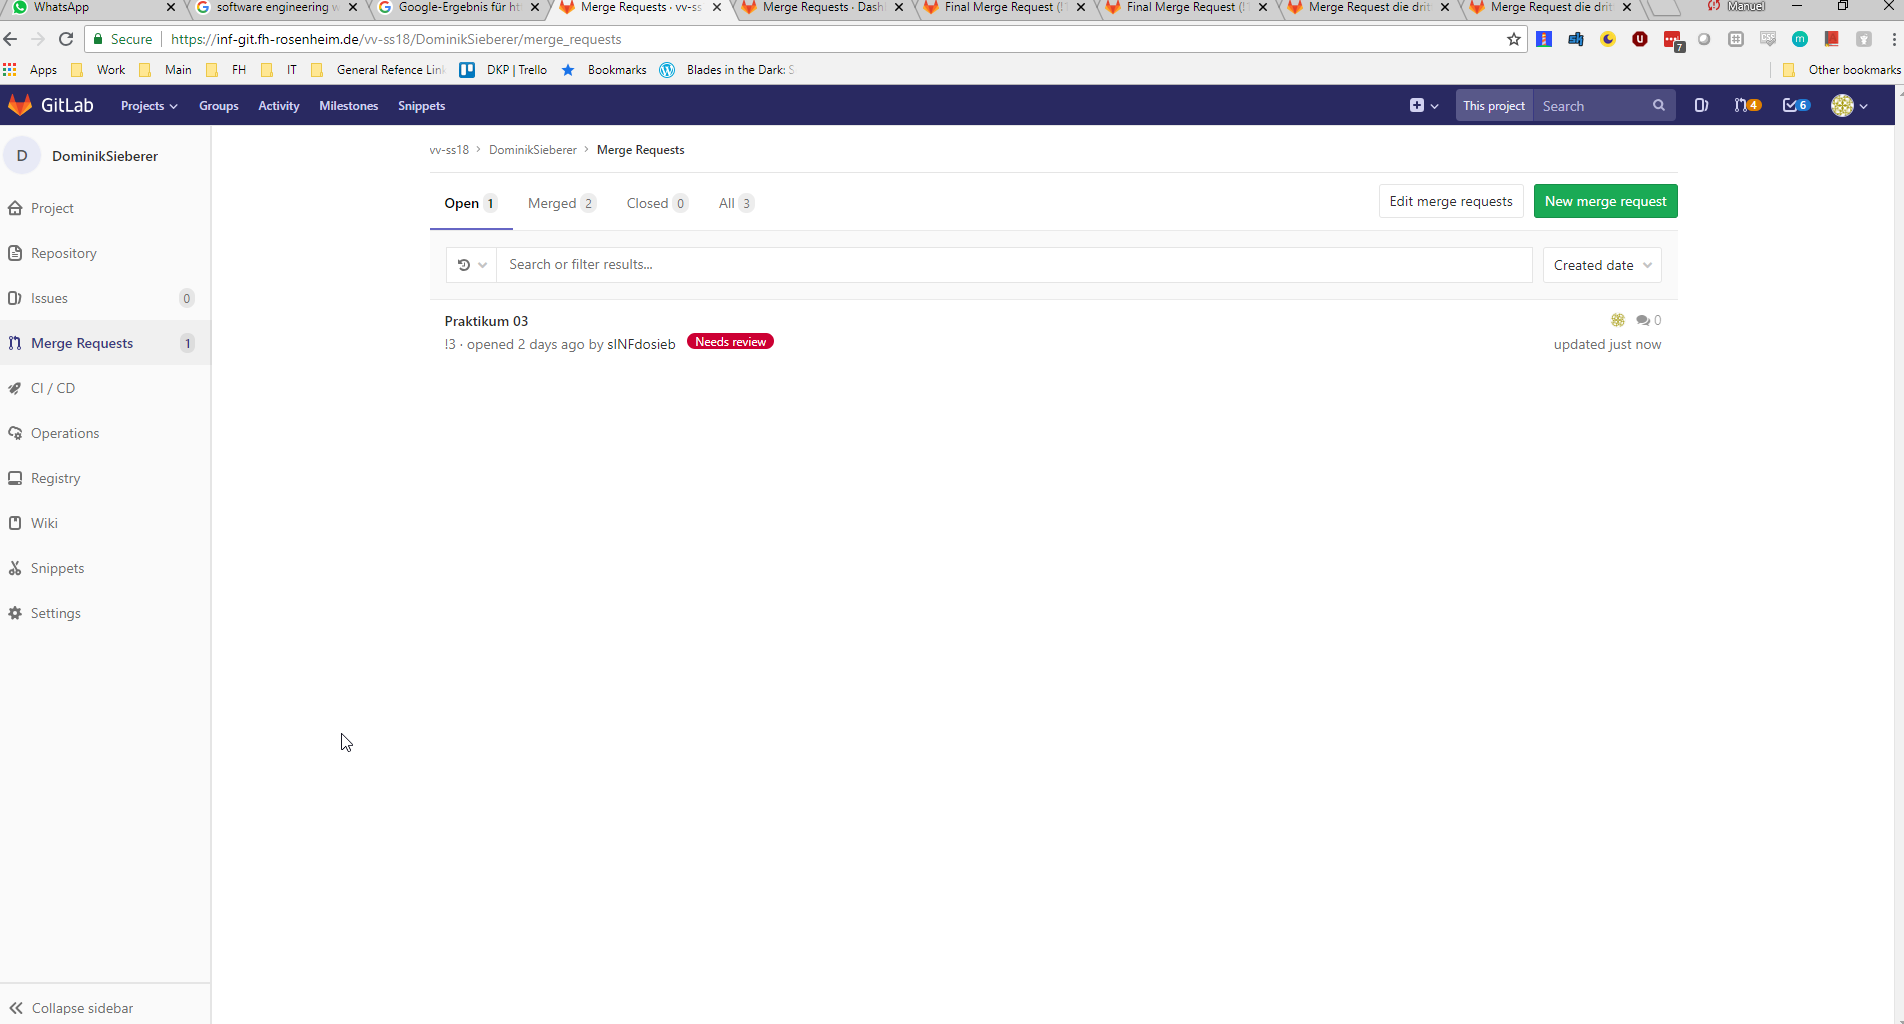 WhatsApp
software engineering w
Google-Ergebnis für ht
Merge Requests · vv-ss
Merge Requests · Dash
Final Merge Request (!
Final Merge Request (!
Merge Request die drit
Merge Request die drit
Manuel
Secure https://inf-git.fh-rosenheim.de/vv-ss18/DominikSieberer/merge_requests
7
Apps Work Main FH IT General Refence Lin DKP | Trello Bookmarks Blades in the Dark: S Other bookmarks
GitLab Projects Groups Activity Milestones Snippets This project Search 4 6
D DominikSieberer
Project
Repository
Issues 0
Merge Requests 1
CI / CD
Operations
Registry
Wiki
Snippets
Settings
Collapse sidebar
vv-ss18 › DominikSieberer › Merge Requests
Open 1 Merged 2 Closed 0 All 3 Edit merge requests New merge request
Search or filter results... Created date
Praktikum 03 0
!3 · opened 2 days ago by sINFdosieb Needs review updated just now